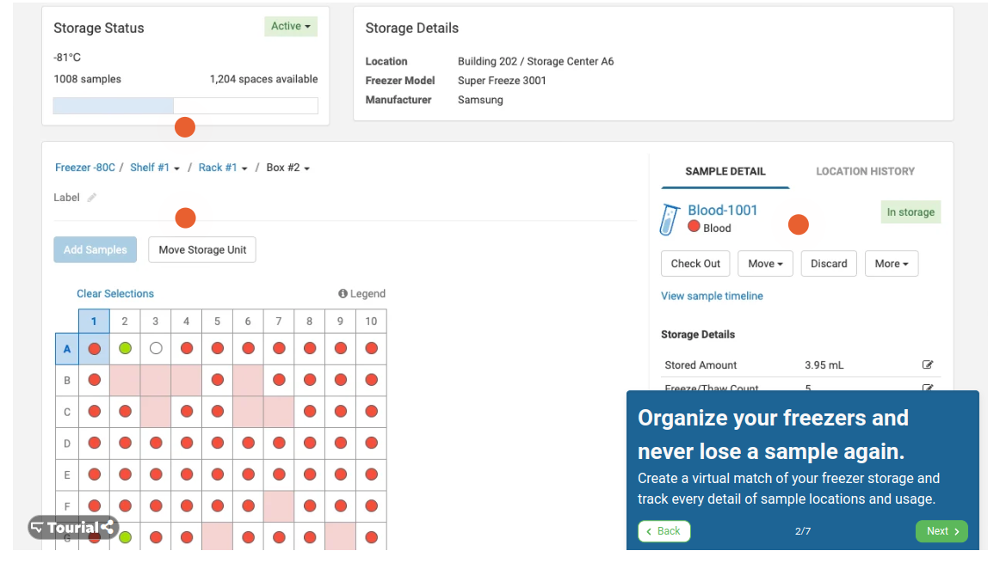 Storage Status
Active
-81°C
1008 samples 1,204 spaces available
Storage Details
Location Building 202 / Storage Center A6
Freezer Model Super Freeze 3001
Manufacturer Samsung
Freezer -80C / Shelf #1 / Rack #1 / Box #2
Label
Add Samples Move Storage Unit
Clear Selections Legend
1 2 3 4 5 6 7 8 9 10
A
B
C
D
E
F
G
SAMPLE DETAIL LOCATION HISTORY
Blood-1001
Blood
In storage
Check Out Move Discard More
View sample timeline
Storage Details
Stored Amount 3.95 mL
Freeze/Thaw Count 5
Organize your freezers and
never lose a sample again.
Create a virtual match of your freezer storage and
track every detail of sample locations and usage.
Back 2/7 Next
Tourial